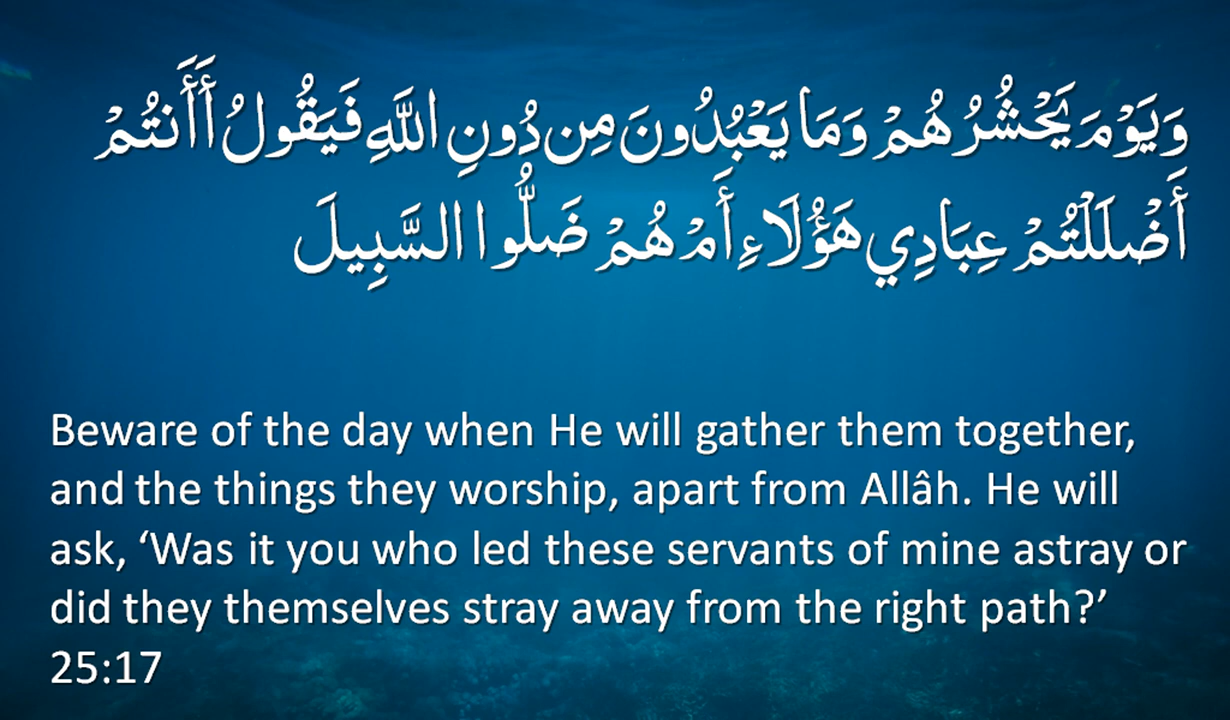 وَيَوْمَ يَحْشُرُهُمْ وَمَا يَعْبُدُونَ مِن دُونِ اللَّهِ فَيَقُولُ أَأَنتُمْ
أَضْلَلْتُمْ عِبَادِي هَؤُلَاءِ أَمْ هُمْ ضَلُّوا السَّبِيلَ
Beware of the day when He will gather them together,
and the things they worship, apart from Allâh. He will
ask, ‘Was it you who led these servants of mine astray or
did they themselves stray away from the right path?’
25:17